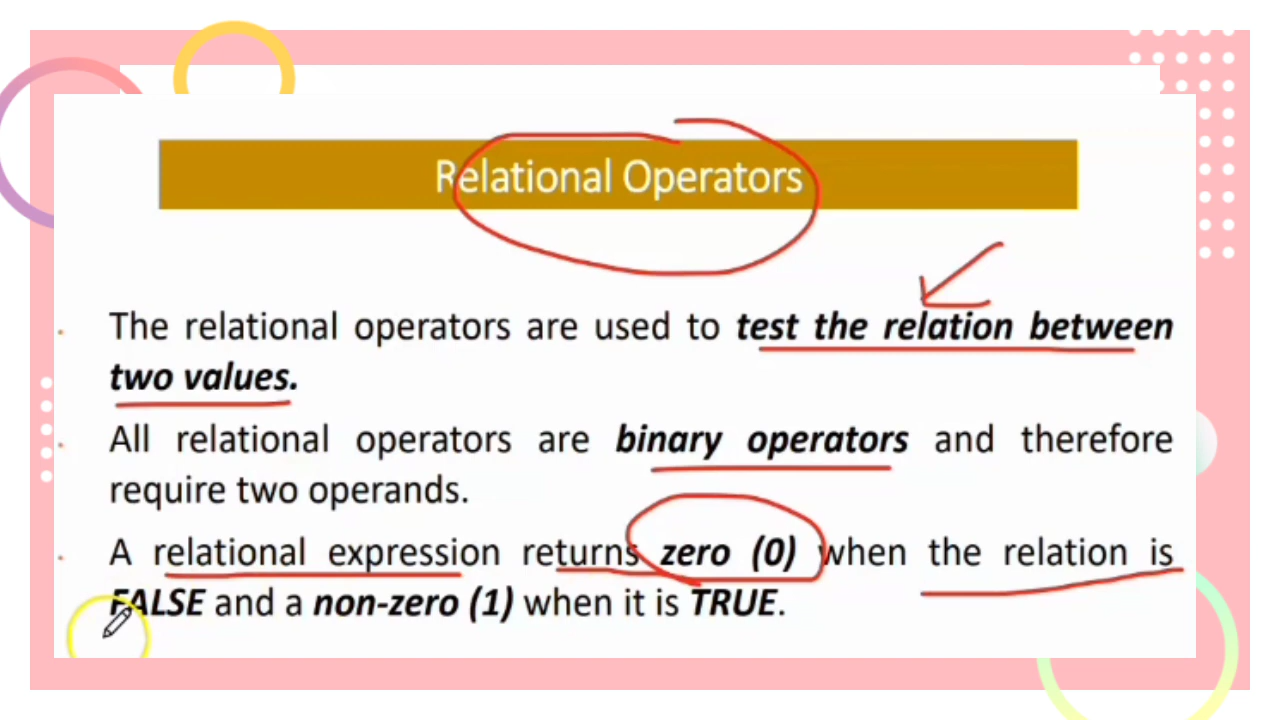 Relational Operators
The relational operators are used to test the relation between
two values.
All relational operators are binary operators and therefore
require two operands.
A relational expression returns zero (0) when the relation is
FALSE and a non-zero (1) when it is TRUE.